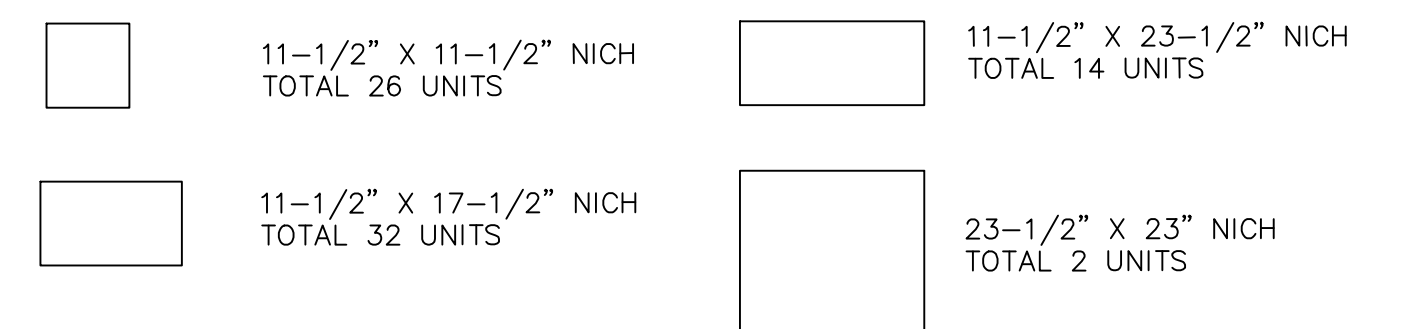 11-1/2" X 11-1/2" NICH
TOTAL 26 UNITS
11-1/2" X 23-1/2" NICH
TOTAL 14 UNITS
11-1/2" X 17-1/2" NICH
TOTAL 32 UNITS
23-1/2" X 23" NICH
TOTAL 2 UNITS